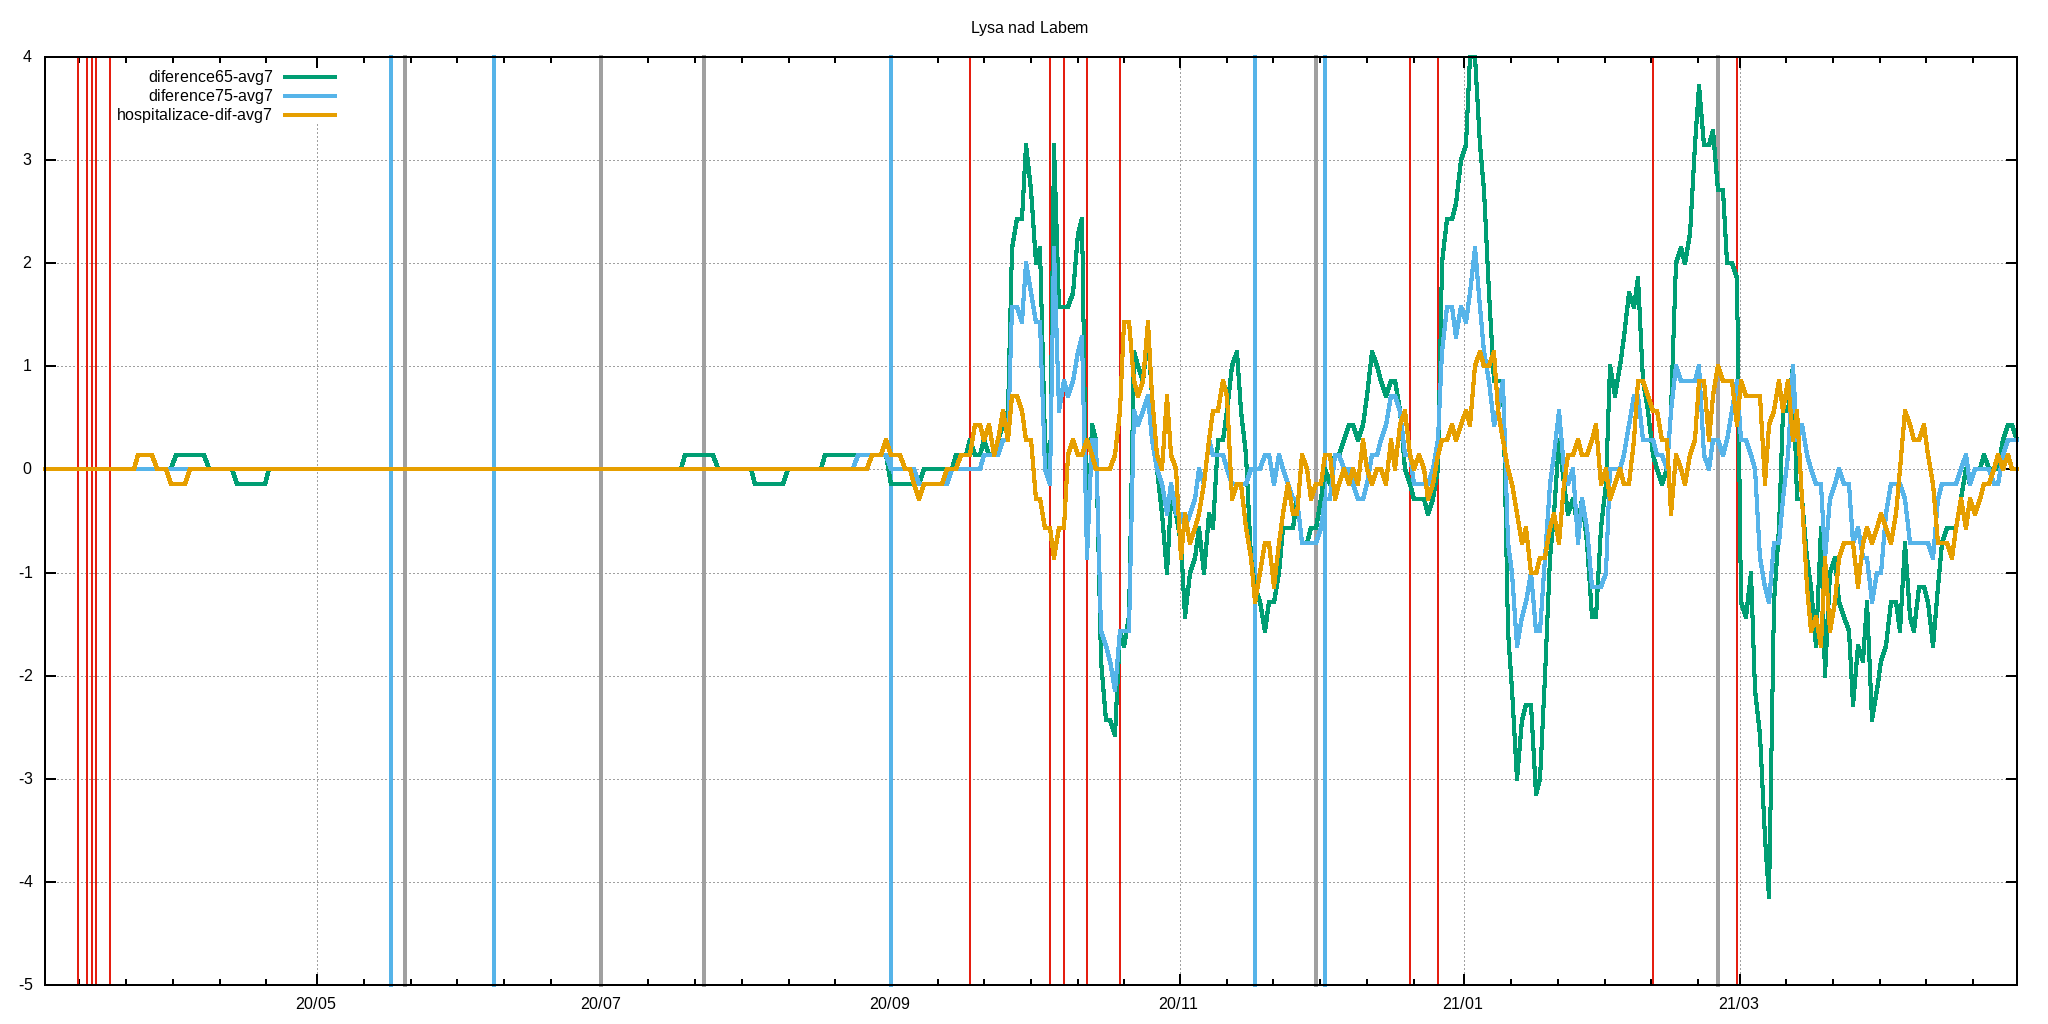 Lysa nad Labem
diference65-avg7
diference75-avg7
hospitalizace-dif-avg7
4
3
2
1
0
-1
-2
-3
-4
-5
20/05 20/07 20/09 20/11 21/01 21/03